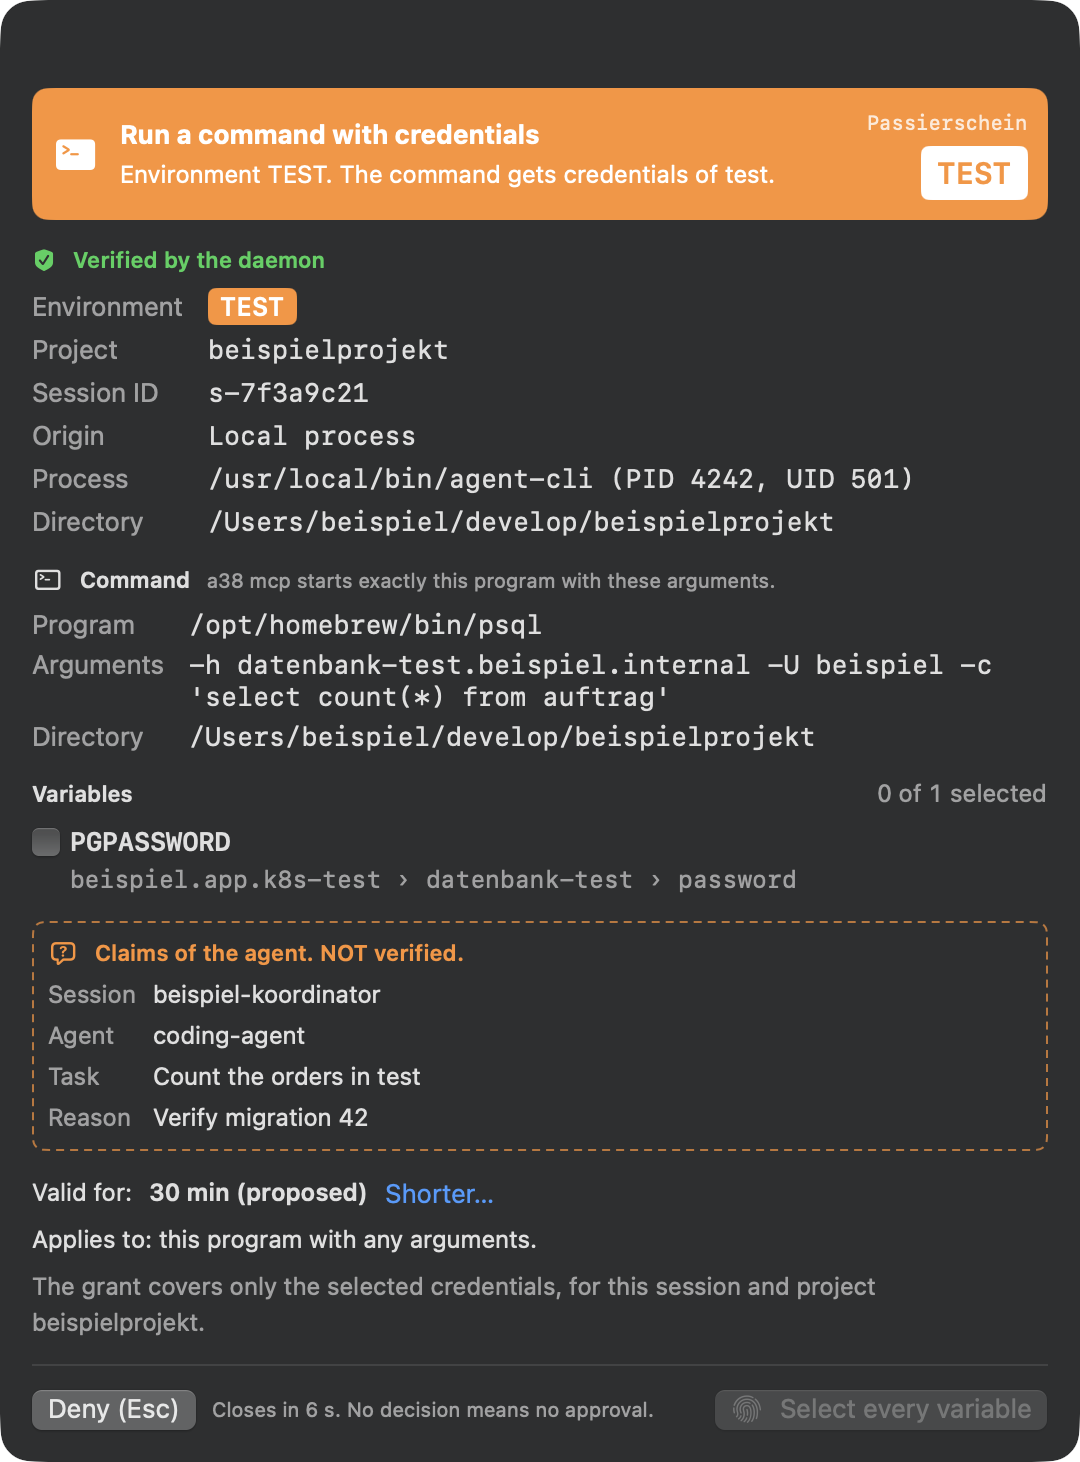 Run a command with credentials
Environment TEST. The command gets credentials of test.
Passierschein
TEST
Verified by the daemon
Environment TEST
Project beispielprojekt
Session ID s-7f3a9c21
Origin Local process
Process /usr/local/bin/agent-cli (PID 4242, UID 501)
Directory /Users/beispiel/develop/beispielprojekt
Command a38 mcp starts exactly this program with these arguments.
Program /opt/homebrew/bin/psql
Arguments -h datenbank-test.beispiel.internal -U beispiel -c
'select count(*) from auftrag'
Directory /Users/beispiel/develop/beispielprojekt
Variables 0 of 1 selected
PGPASSWORD
beispiel.app.k8s-test › datenbank-test › password
Claims of the agent. NOT verified.
Session beispiel-koordinator
Agent coding-agent
Task Count the orders in test
Reason Verify migration 42
Valid for: 30 min (proposed) Shorter...
Applies to: this program with any arguments.
The grant covers only the selected credentials, for this session and project
beispielprojekt.
Deny (Esc) Closes in 6 s. No decision means no approval. Select every variable